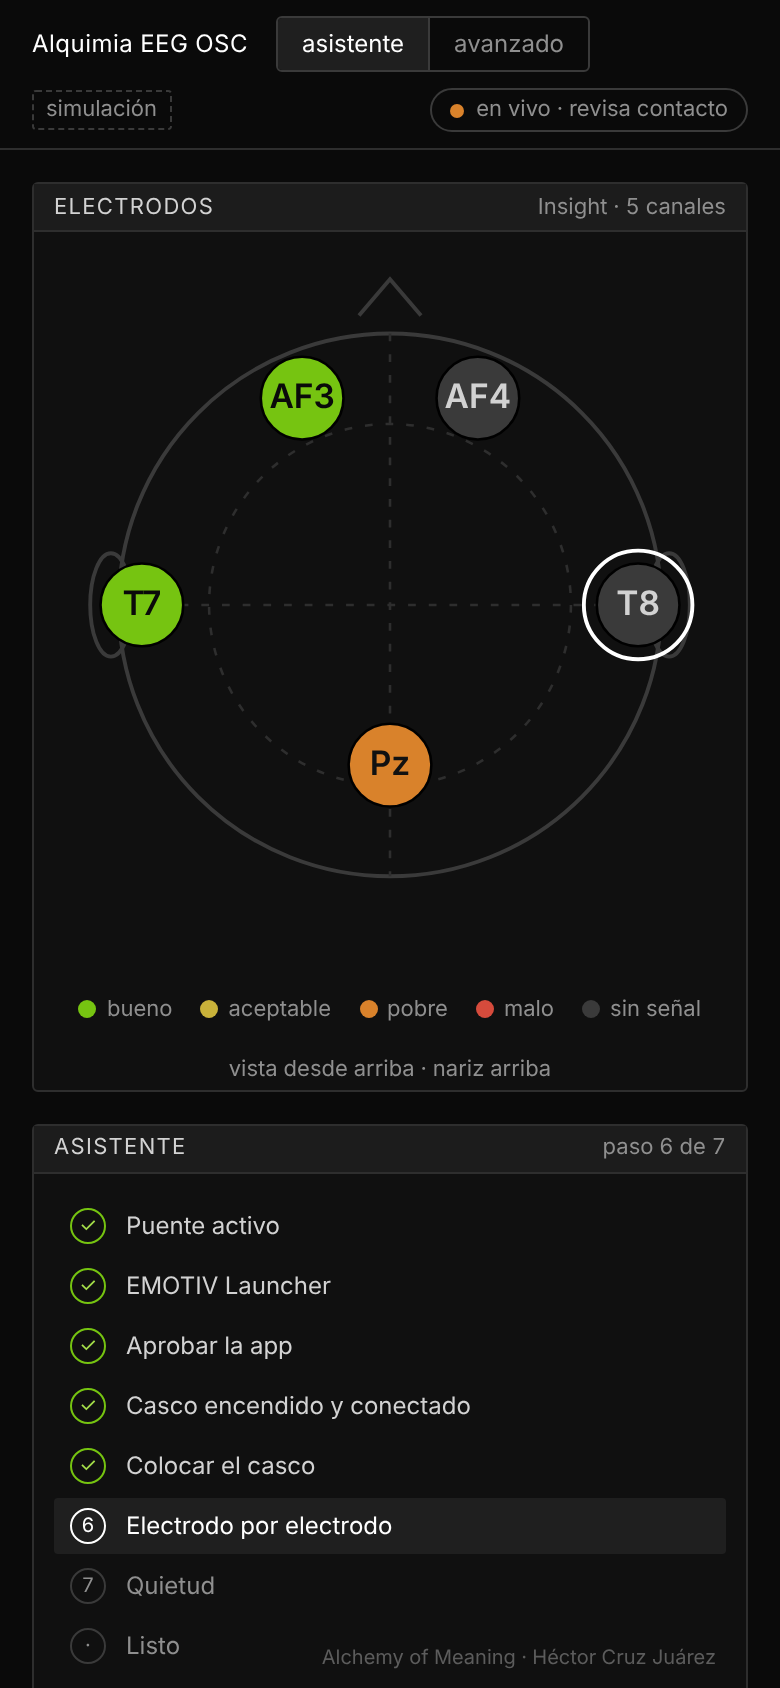 Alquimia EEG OSC
asistente
avanzado
simulación
en vivo · revisa contacto
ELECTRODOS
Insight · 5 canales
AF3
AF4
T7
T8
Pz
bueno
aceptable
pobre
malo
sin señal
vista desde arriba · nariz arriba
ASISTENTE
paso 6 de 7
Puente activo
EMOTIV Launcher
Aprobar la app
Casco encendido y conectado
Colocar el casco
6 Electrodo por electrodo
7 Quietud
· Listo
Alchemy of Meaning · Héctor Cruz Juárez